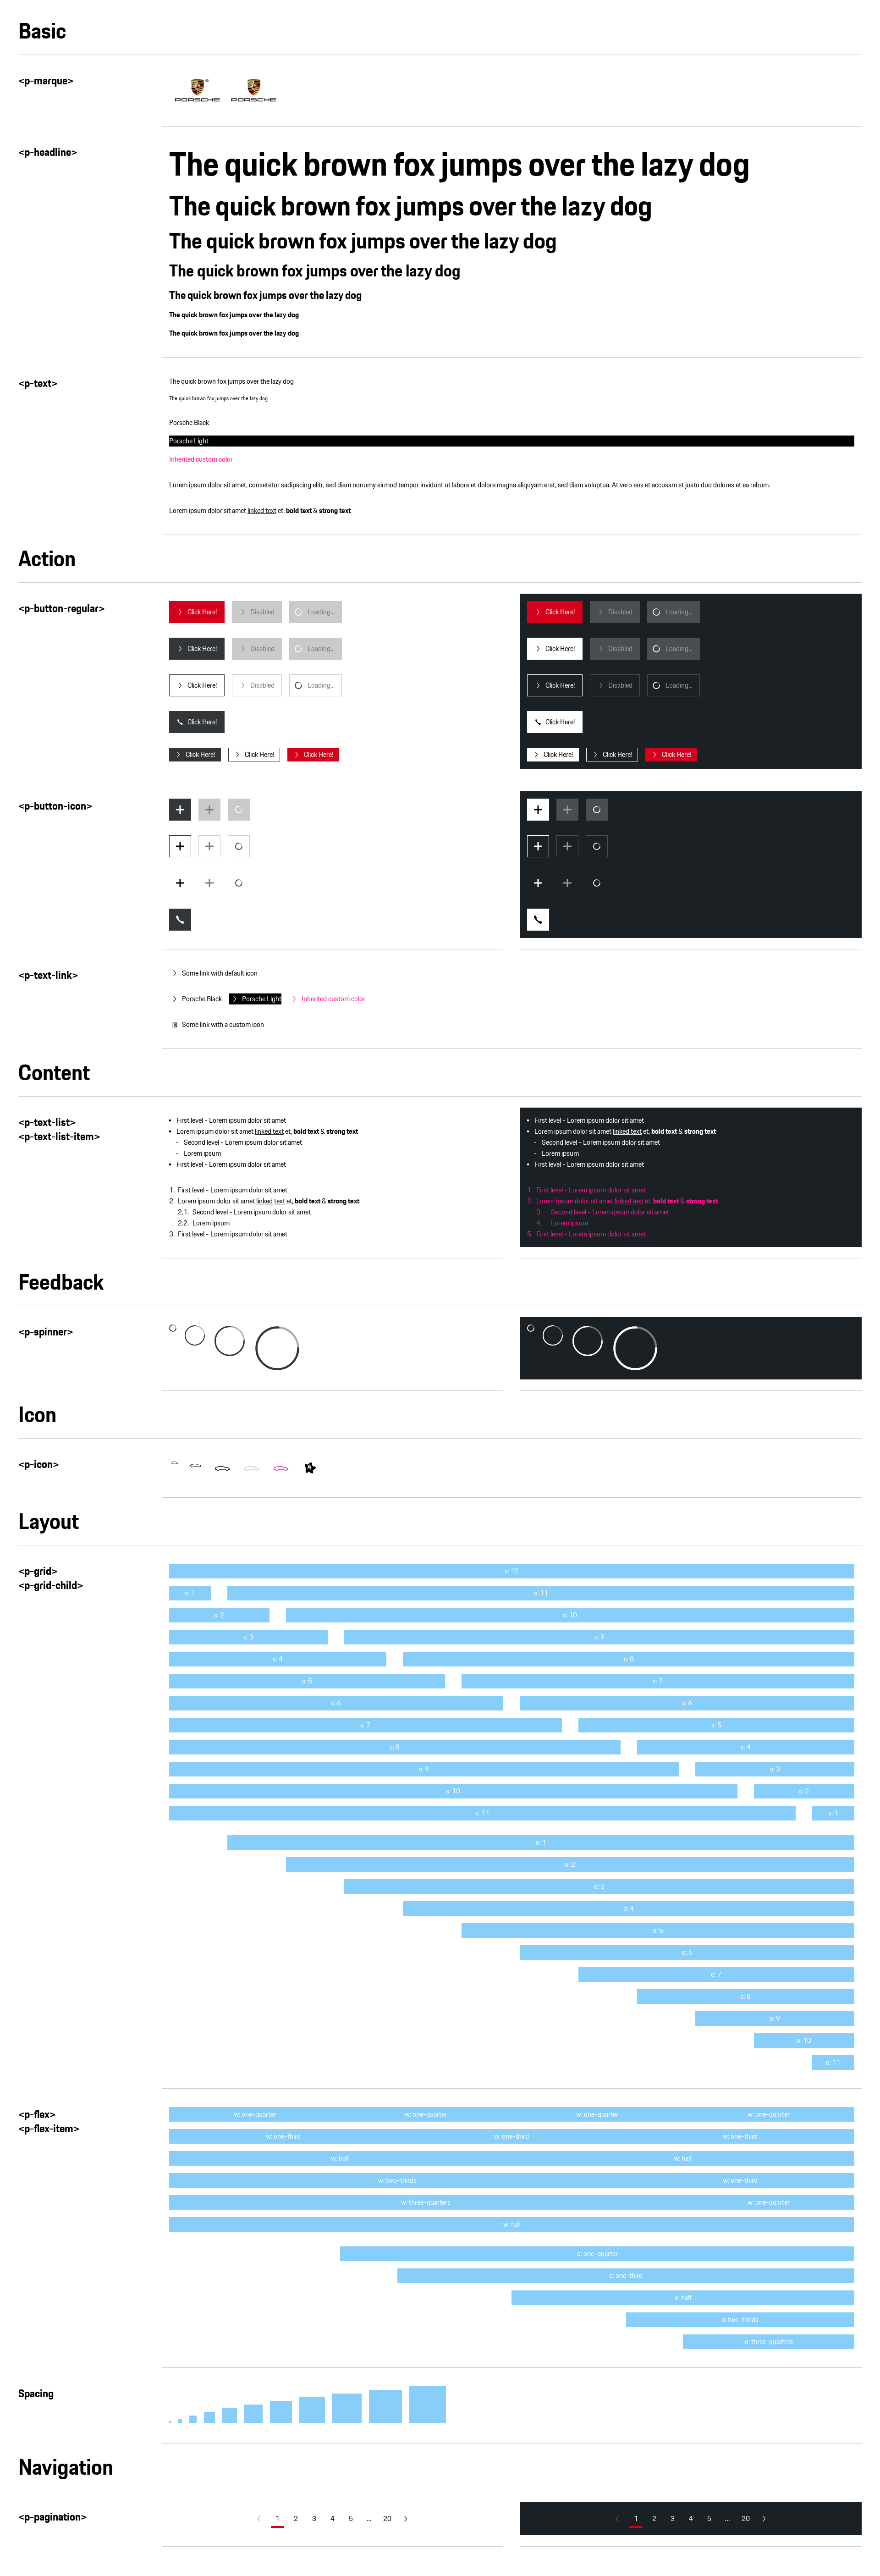 Basic
<p-marque>
PORSCHE PORSCHE
<p-headline>
The quick brown fox jumps over the lazy dog
The quick brown fox jumps over the lazy dog
The quick brown fox jumps over the lazy dog
The quick brown fox jumps over the lazy dog
The quick brown fox jumps over the lazy dog
The quick brown fox jumps over the lazy dog
The quick brown fox jumps over the lazy dog
<p-text>
The quick brown fox jumps over the lazy dog
The quick brown fox jumps over the lazy dog
Porsche Black
Porsche Light
Inherited custom color
Lorem ipsum dolor sit amet, consetetur sadipscing elitr, sed diam nonumy eirmod tempor invidunt ut labore et dolore magna aliquyam erat, sed diam voluptua. At vero eos et accusam et justo duo dolores et ea rebum.
Lorem ipsum dolor sit amet linked text et, bold text & strong text
Action
<p-button-regular>
Click Here! Disabled Loading...
Click Here! Disabled Loading...
Click Here! Disabled Loading...
Click Here!
Click Here! Click Here! Click Here!
Click Here! Disabled Loading...
Click Here! Disabled Loading...
Click Here! Disabled Loading...
Click Here!
Click Here! Click Here! Click Here!
<p-button-icon>
<p-text-link>
Some link with default icon
Porsche Black Porsche Light Inherited custom color
Some link with a custom icon
Content
<p-text-list>
<p-text-list-item>
• First level - Lorem ipsum dolor sit amet
• Lorem ipsum dolor sit amet linked text et, bold text & strong text
- Second level - Lorem ipsum dolor sit amet
- Lorem ipsum
• First level - Lorem ipsum dolor sit amet
1. First level - Lorem ipsum dolor sit amet
2. Lorem ipsum dolor sit amet linked text et, bold text & strong text
2.1. Second level - Lorem ipsum dolor sit amet
2.2. Lorem ipsum
3. First level - Lorem ipsum dolor sit amet
• First level - Lorem ipsum dolor sit amet
• Lorem ipsum dolor sit amet linked text et, bold text & strong text
- Second level - Lorem ipsum dolor sit amet
- Lorem ipsum
• First level - Lorem ipsum dolor sit amet
1. First level - Lorem ipsum dolor sit amet
2. Lorem ipsum dolor sit amet linked text et, bold text & strong text
3. Second level - Lorem ipsum dolor sit amet
4. Lorem ipsum
5. First level - Lorem ipsum dolor sit amet
Feedback
<p-spinner>
Icon
<p-icon>
Layout
<p-grid>
<p-grid-child>
s: 12
s: 1 s: 11
s: 2 s: 10
s: 3 s: 9
s: 4 s: 8
s: 5 s: 7
s: 6 s: 6
s: 7 s: 5
s: 8 s: 4
s: 9 s: 3
s: 10 s: 2
s: 11 s: 1
o: 1
o: 2
o: 3
o: 4
o: 5
o: 6
o: 7
o: 8
o: 9
o: 10
o: 11
<p-flex>
<p-flex-item>
w: one-quarter w: one-quarter w: one-quarter w: one-quarter
w: one-third w: one-third w: one-third
w: half w: half
w: two-thirds w: one-third
w: three-quarters w: one-quarter
w: full
o: one-quarter
o: one-third
o: half
o: two-thirds
o: three-quarters
Spacing
Navigation
<p-pagination>
1 2 3 4 5 ... 20
1 2 3 4 5 ... 20